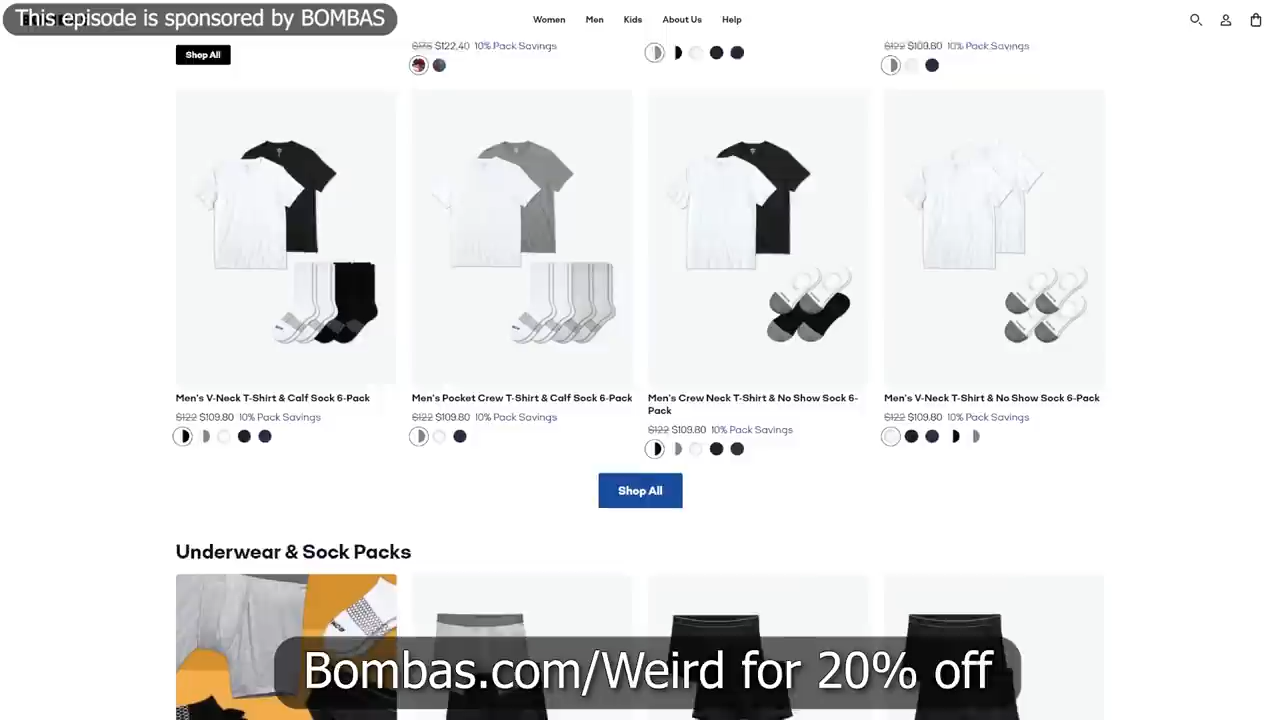 This episode is sponsored by BOMBAS
Women Men Kids About Us Help
Shop All
$122.40 10% Pack Savings
$122 $109.80 10% Pack Savings
Men's V-Neck T-Shirt & Calf Sock 6-Pack
$122 $109.80 10% Pack Savings
Men's Pocket Crew T-Shirt & Calf Sock 6-Pack
$122 $109.80 10% Pack Savings
Men's Crew Neck T-Shirt & No Show Sock 6-
Pack
$122 $109.80 10% Pack Savings
Men's V-Neck T-Shirt & No Show Sock 6-Pack
$122 $109.80 10% Pack Savings
Shop All
Underwear & Sock Packs
Bombas.com/Weird for 20% off